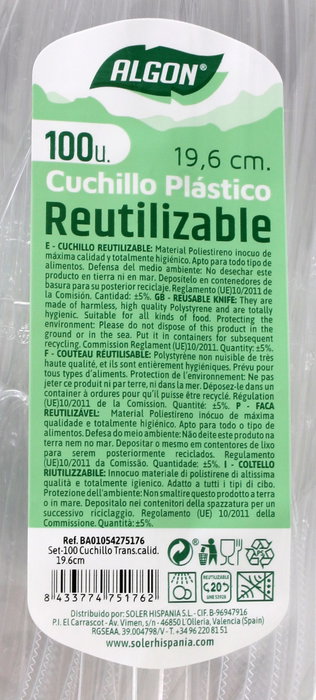 ALGON®
100u.
19,6 cm.
Cuchillo Plástico
Reutilizable
E - CUCHILLO REUTILIZABLE: Material Poliestireno inocuo de
máxima calidad y totalmente higiénico. Apto para todo tipo de
alimentos. Defensa del medio ambiente: No desechar este
producto en tierra ni en mar. Depositelo en contenedores de
basura para su posterior reciclaje. Reglamento (UE)10/2011 de
la Comisión. Cantidad: ±5%. GB - REUSABLE KNIFE: They are
made of harmless, high quality Polystyrene and are totally
hygienic. Suitable for all kinds of food. Protecting the
environment: Please do not dispose of this product in the
ground or in the sea. Put it in containers for subsequent
recycling. Commission Reglament (UE)10/2011. Quantity: ±5%.
F - COUTEAU RÉUTILISABLE: Polystyrène non nuisible de très
haute qualité, et il sont entièrement hygiéniques. Prévu pour
tous types d'aliments. Protection de l'environnement: Ne pas
jeter ce produit ni par terre, ni dans la mer. Déposez-le dans un
container à ordures pour qu'il puisse être recyclé. Régulation
(UE)10/2011 de la Comission. Quantité: ±5%. P - FACA
REUTILIZÁVEL: Material Poliestireno Inocuo de máxima
qualidade e totalmente higiênico. Apto para todo o tipo de
alimentos. Defesa do meio ambiente: Não deite este produto na
terra nem no mar. Depositar o mesmo em contentores de lixo
para serem posteriormente reciclados. Regulamento
(UE)10/2011 da Comissão. Quatidade: ±5%. I - COLTELLO
RIUTILIZZABILE: Innocuo materiale di polistirene di altissima
qualità e totalmente igienico. Adatto a tutti i tipi di cibo.
Protezione dell'ambiente: Non smaltire questo prodotto a terra
o in mare. Depositalo nei contenitori della spazzatura per un
successivo riciclaggio. Regolamento (UE) 10/2011 della
Commissione. Quantità:±5%
Ref. BA01054275176
Set-100 Cuchillo Trans.calid.
19.6cm
8 433774 751762
REUTILIZABLE
20
UNE 53928
Distribuido por: SOLER HISPANIA S.L. - CIF. B-96947916
P.I. El Carrascot - Av. Vimen, s/n - 46850 L'Olleria, Valencia (Spain)
RGSEAA. 39.004798/V - T. +34 96 220 81 51
www.solerhispania.com